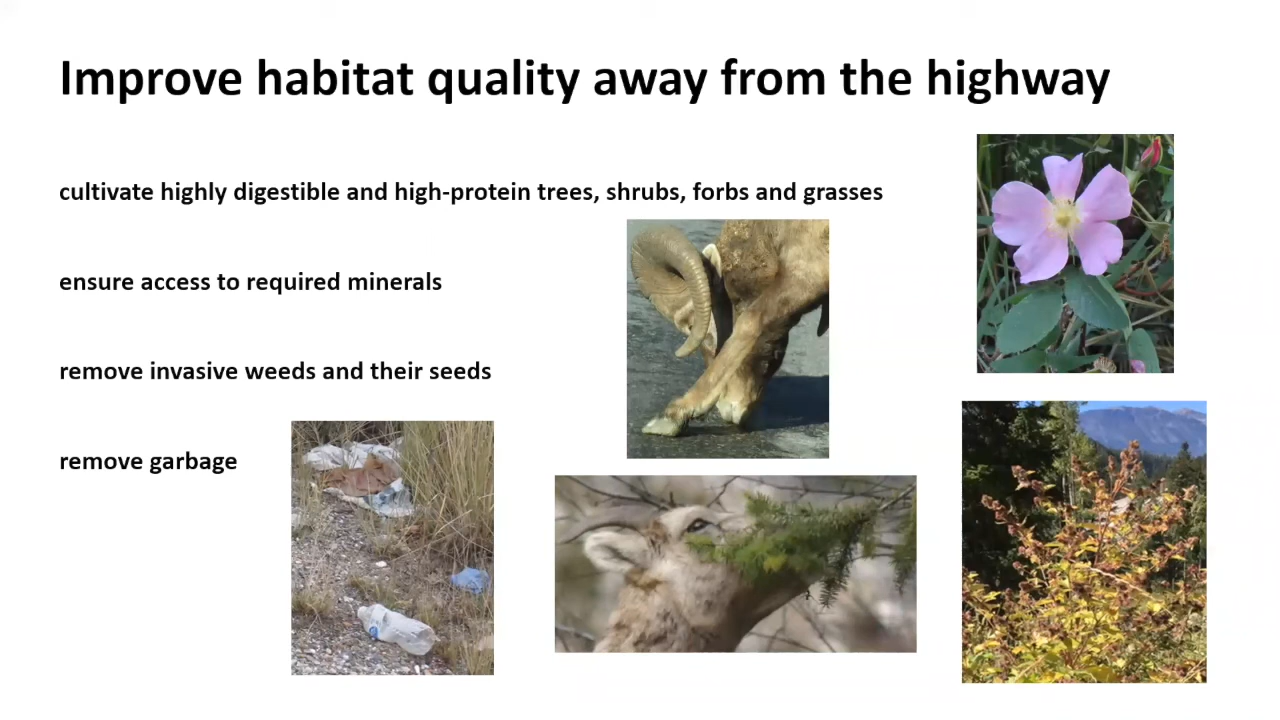 Improve habitat quality away from the highway
cultivate highly digestible and high-protein trees, shrubs, forbs and grasses
ensure access to required minerals
remove invasive weeds and their seeds
remove garbage